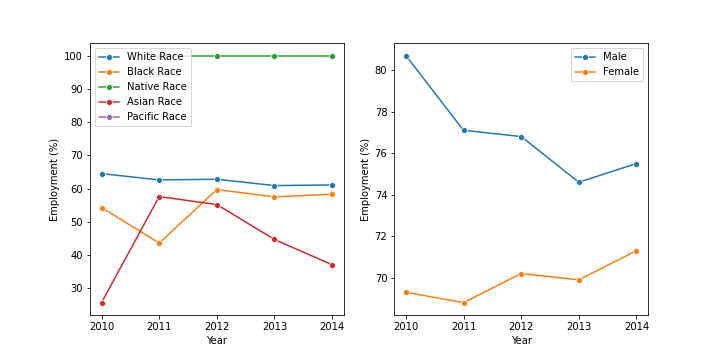 100
90
80
70
60
50
40
30
Employment (%)
2010 2011 2012 2013 2014
Year
White Race
Black Race
Native Race
Asian Race
Pacific Race
80
78
76
74
72
70
Employment (%)
2010 2011 2012 2013 2014
Year
Male
Female